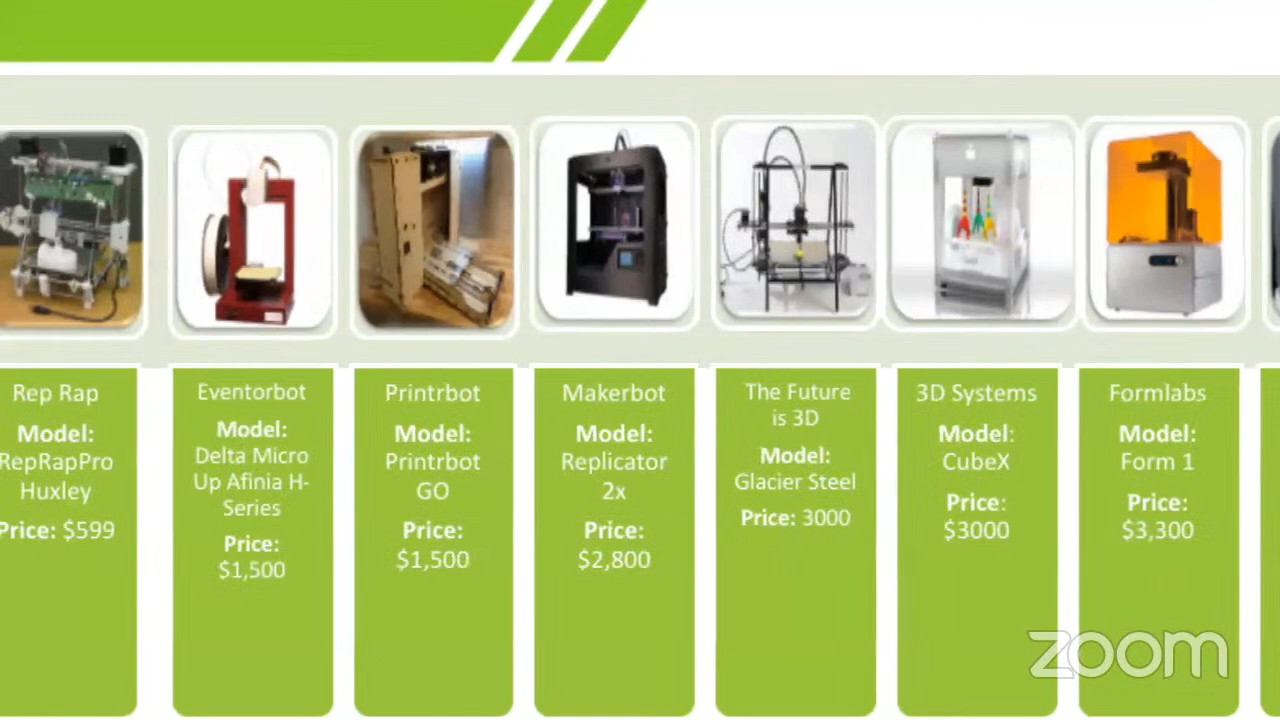 Rep Rap
Model:
RepRapPro
Huxley
Price: $599
Eventorbot
Model:
Delta Micro
Up Afinia H-
Series
Price:
$1,500
Printrbot
Model:
Printrbot
GO
Price:
$1,500
Makerbot
Model:
Replicator
2x
Price:
$2,800
The Future
is 3D
Model:
Glacier Steel
Price: 3000
3D Systems
Model:
CubeX
Price:
$3000
Formlabs
Model:
Form 1
Price:
$3,300
zoom